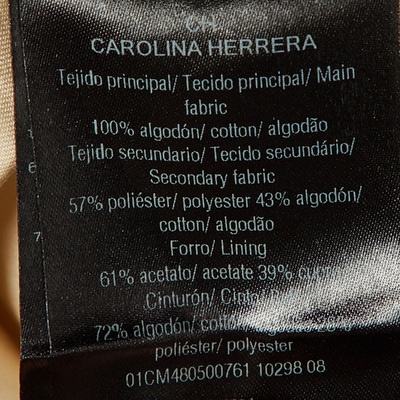 CH
CAROLINA HERRERA
Tejido principal/ Tecido principal/ Main
fabric
100% algodón/ cotton/ algodão
Tejido secundario/ Tecido secundário/
Secondary fabric
57% poliéster/ polyester 43% algodón/
cotton/ algodão
Forro/ Lining
61% acetato/ acetate 39%
Cinturón/
72% algodón/
poliéster/ polyester
01CM480500761 10298 08